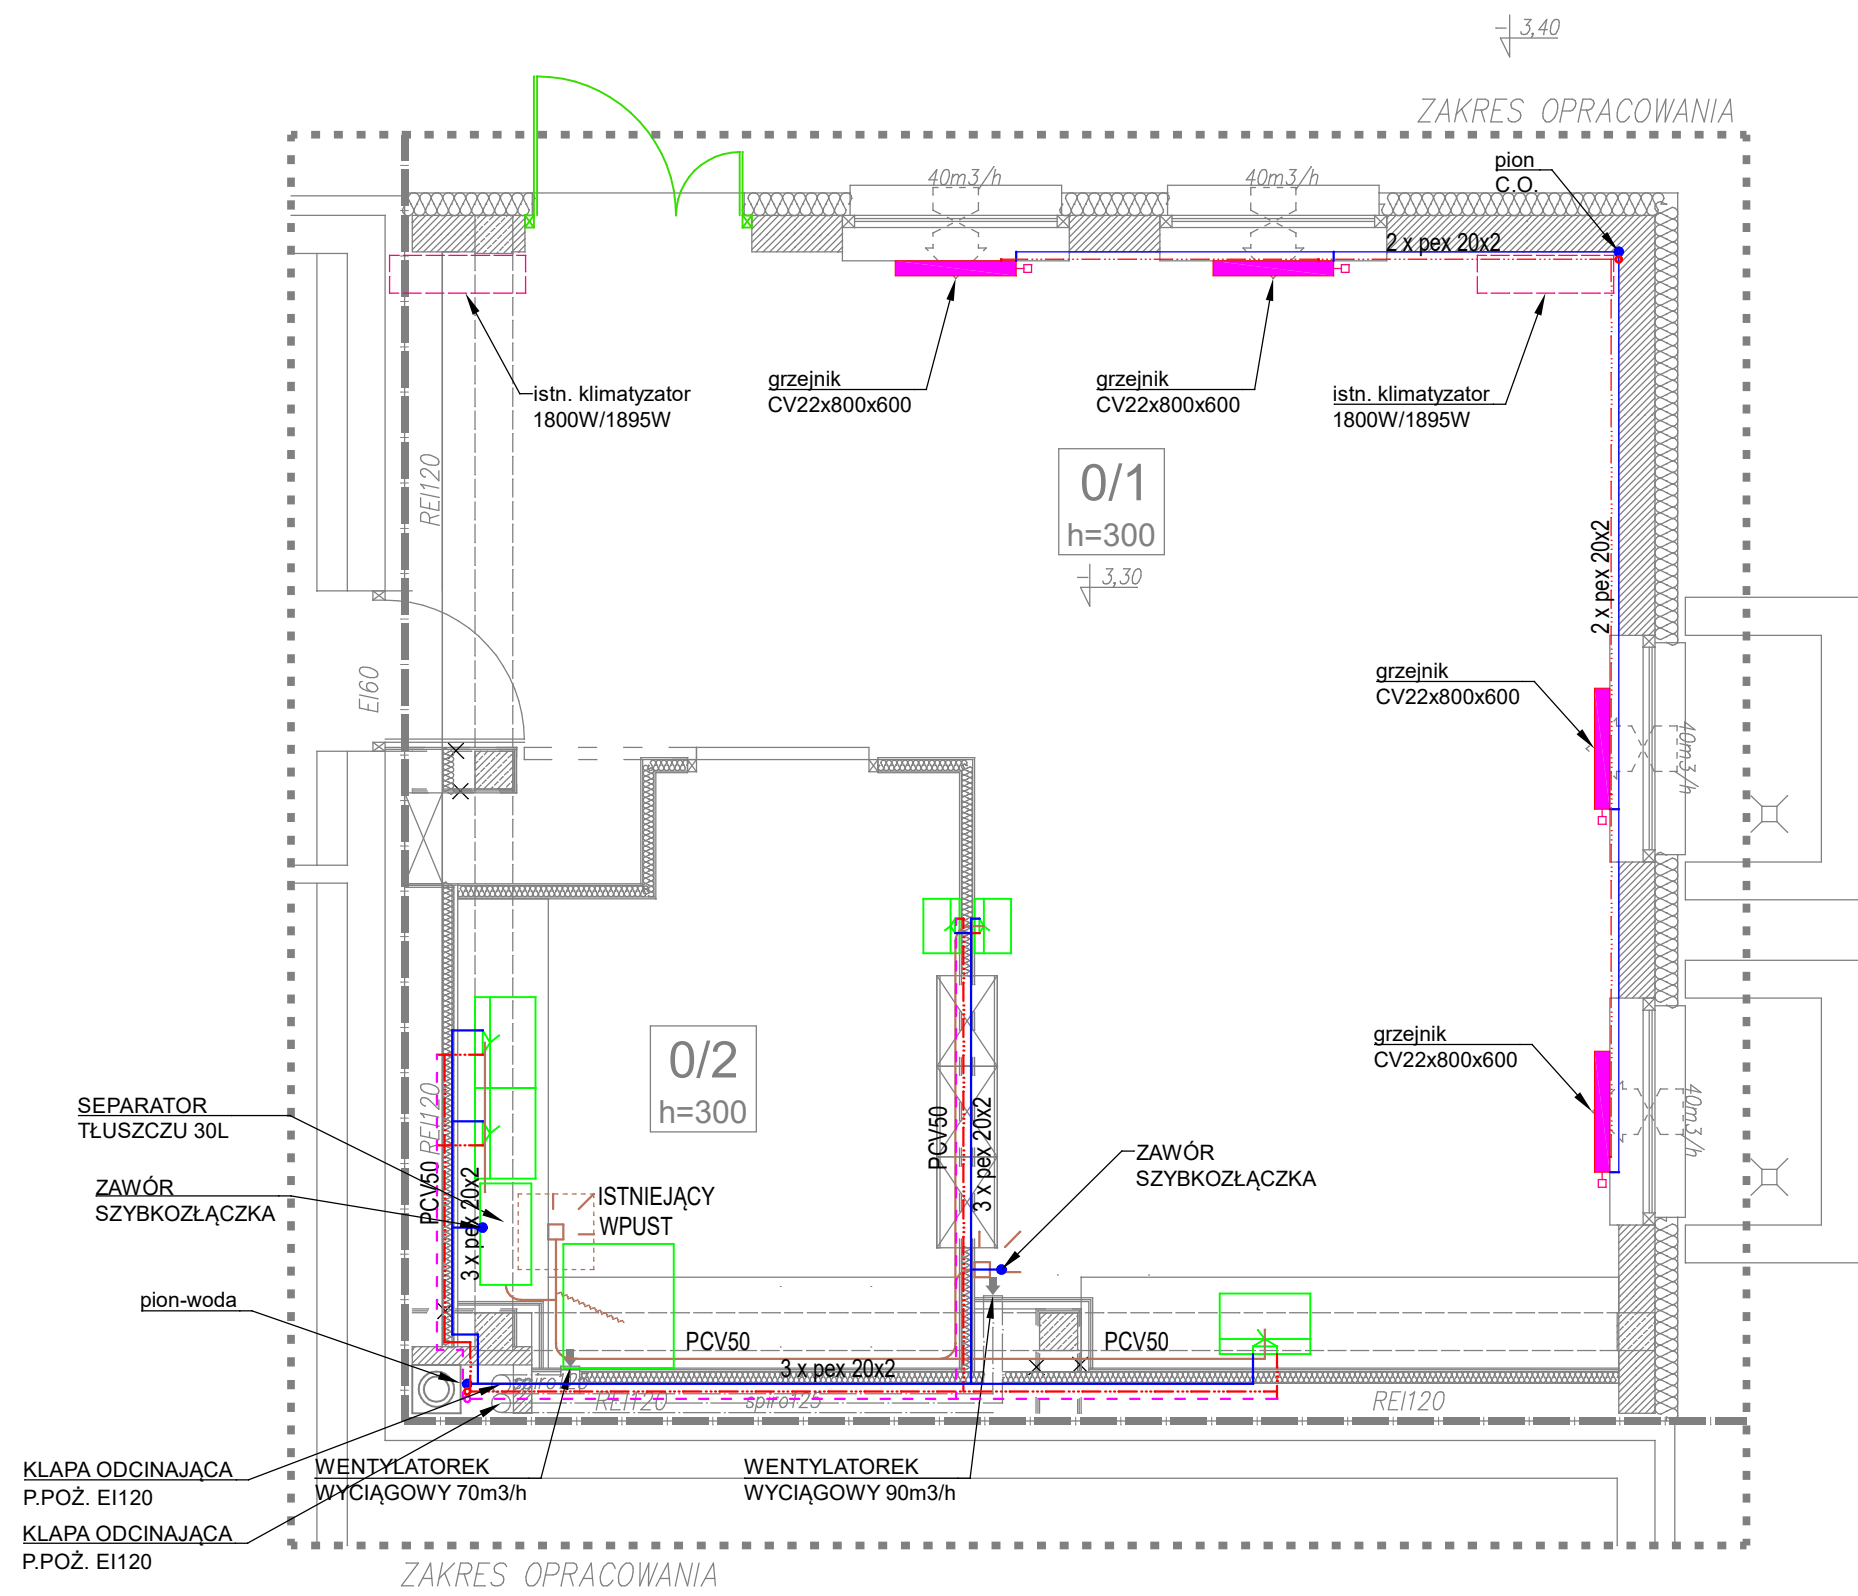 3,40
ZAKRES OPRACOWANIA
pion
C.O.
40m3/h
40m3/h
2 x pex 20x2
grzejnik
CV22x800x600
grzejnik
CV22x800x600
istn. klimatyzator
1800W/1895W
istn. klimatyzator
1800W/1895W
REI120
0/1
h=300
3,30
2 x pex 20x2
EI60
grzejnik
CV22x800x600
40m3/h
0/2
h=300
grzejnik
CV22x800x600
40m3/h
SEPARATOR
TŁUSZCZU 30L
REI120
PCV50
3 x pex 20x2
PCV50
3 x pex 20x2
ZAWÓR
SZYBKOZŁĄCZKA
ZAWÓR
SZYBKOZŁĄCZKA
ISTNIEJĄCY
WPUST
pion-woda
PCV50
PCV50
3 x pex 20x2
spiro125
REI120
spiro125
REI120
KLAPA ODCINAJĄCA
P.POŻ. EI120
WENTYLATOREK
WYCIĄGOWY 70m3/h
WENTYLATOREK
WYCIĄGOWY 90m3/h
KLAPA ODCINAJĄCA
P.POŻ. EI120
ZAKRES OPRACOWANIA